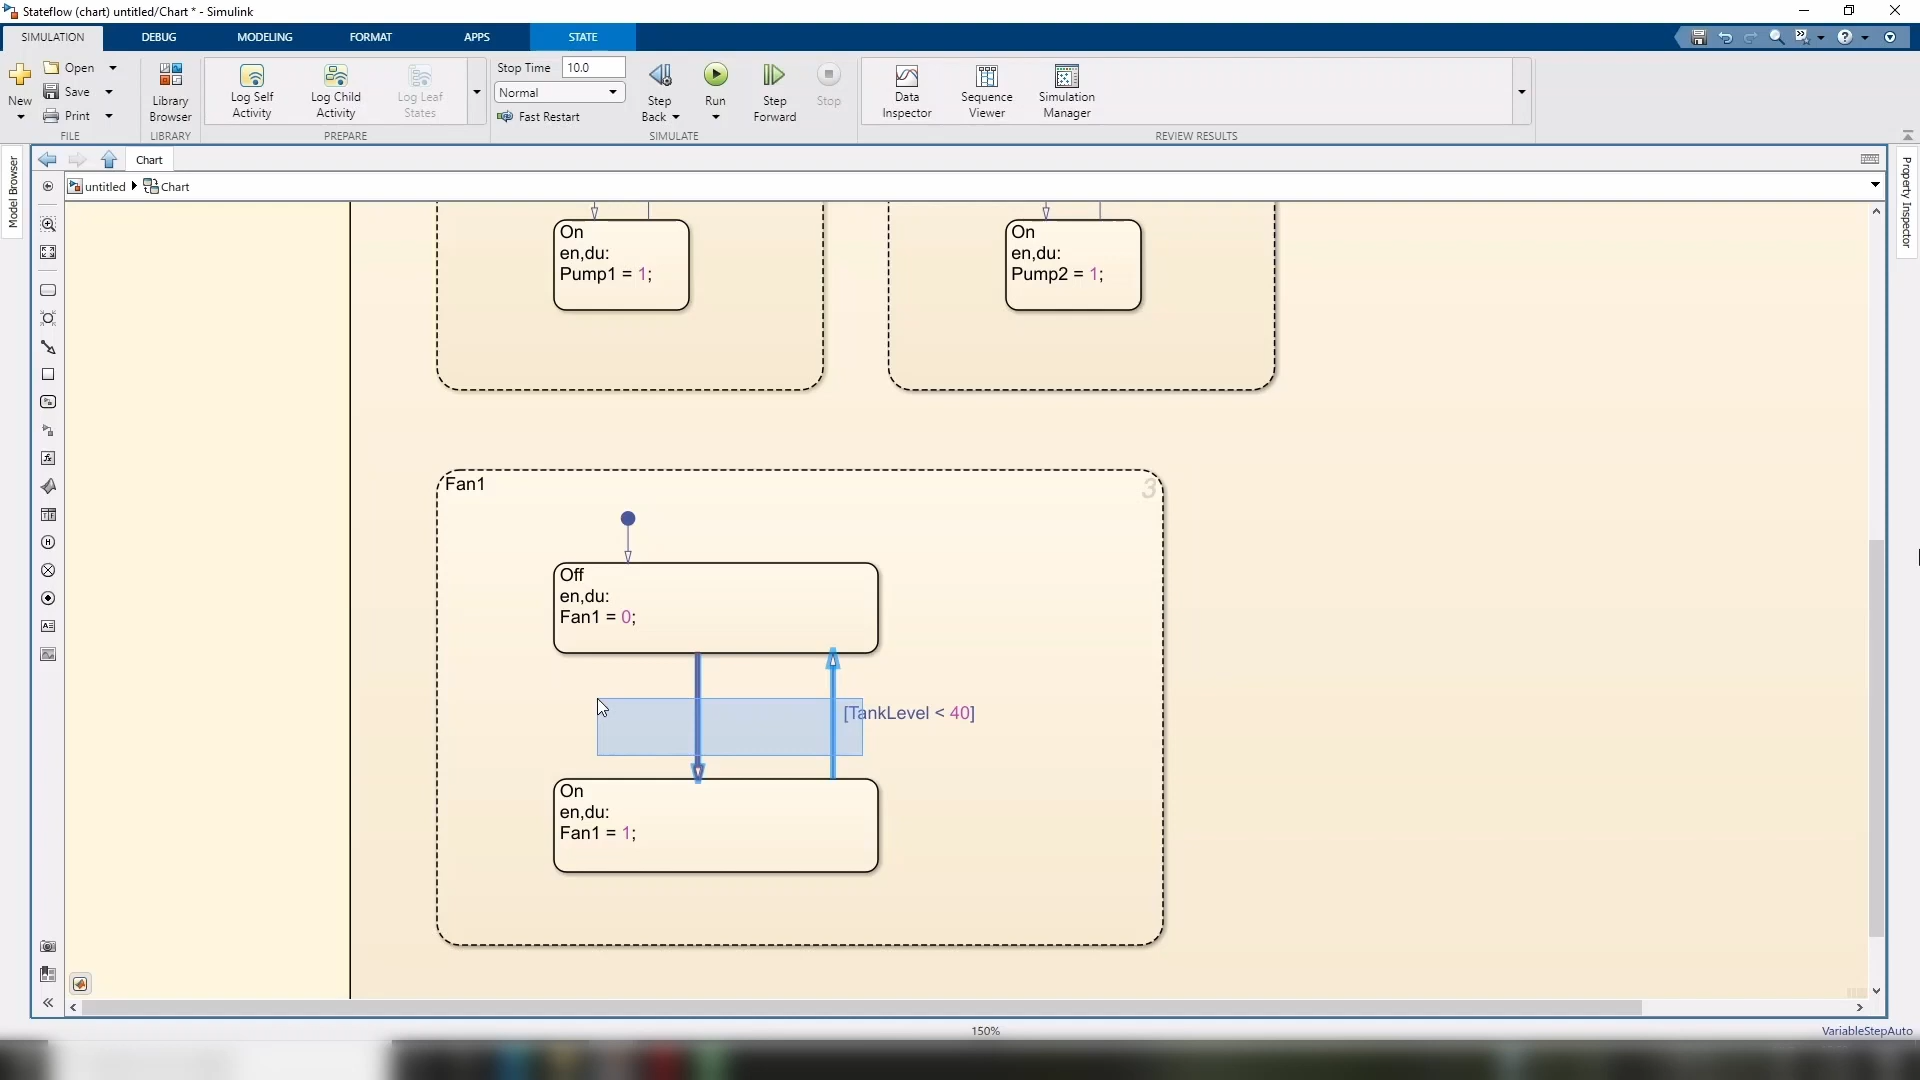 Stateflow (chart) untitled/Chart * - Simulink
SIMULATION
DEBUG
MODELING
FORMAT
APPS
STATE
New
Open
Save
Print
FILE
Library
Browser
LIBRARY
Log Self
Activity
Log Child
Activity
Log Leaf
States
PREPARE
Stop Time 10.0
Normal
Fast Restart
Step
Back
Run
Step
Forward
Stop
SIMULATE
Data
Inspector
Sequence
Viewer
Simulation
Manager
REVIEW RESULTS
Model Browser
Property Inspector
Chart
untitled
Chart
On
en,du:
Pump1 = 1;
On
en,du:
Pump2 = 1;
Fan1
3
Off
en,du:
Fan1 = 0;
[TankLevel < 40]
On
en,du:
Fan1 = 1;
150%
VariableStepAuto